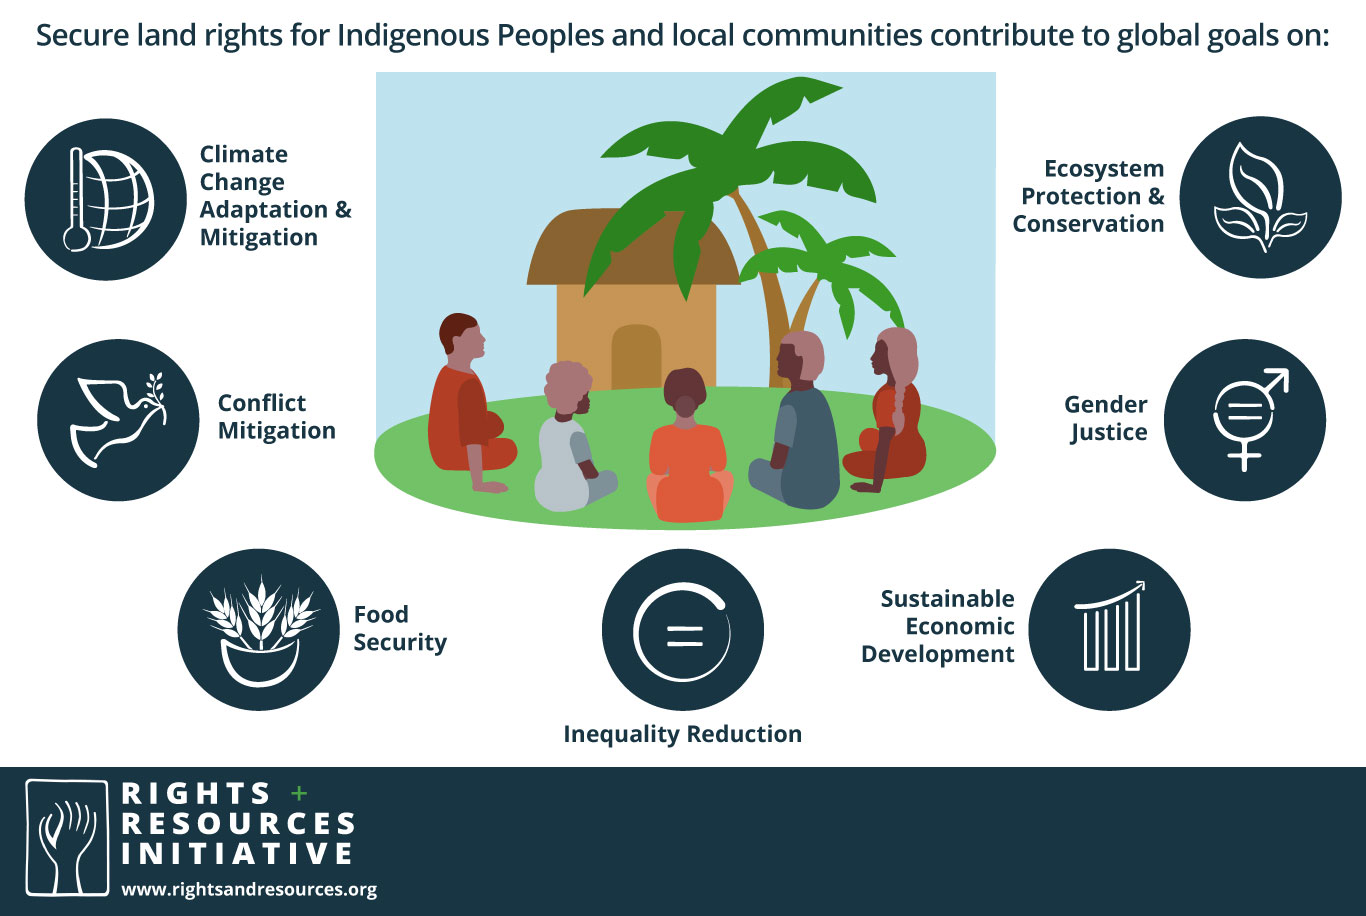 Secure land rights for Indigenous Peoples and local communities contribute to global goals on:
Climate
Change
Adaptation &
Mitigation
Ecosystem
Protection &
Conservation
Conflict
Mitigation
Gender
Justice
Food
Security
Inequality Reduction
Sustainable
Economic
Development
RIGHTS +
RESOURCES
INITIATIVE
www.rightsandresources.org